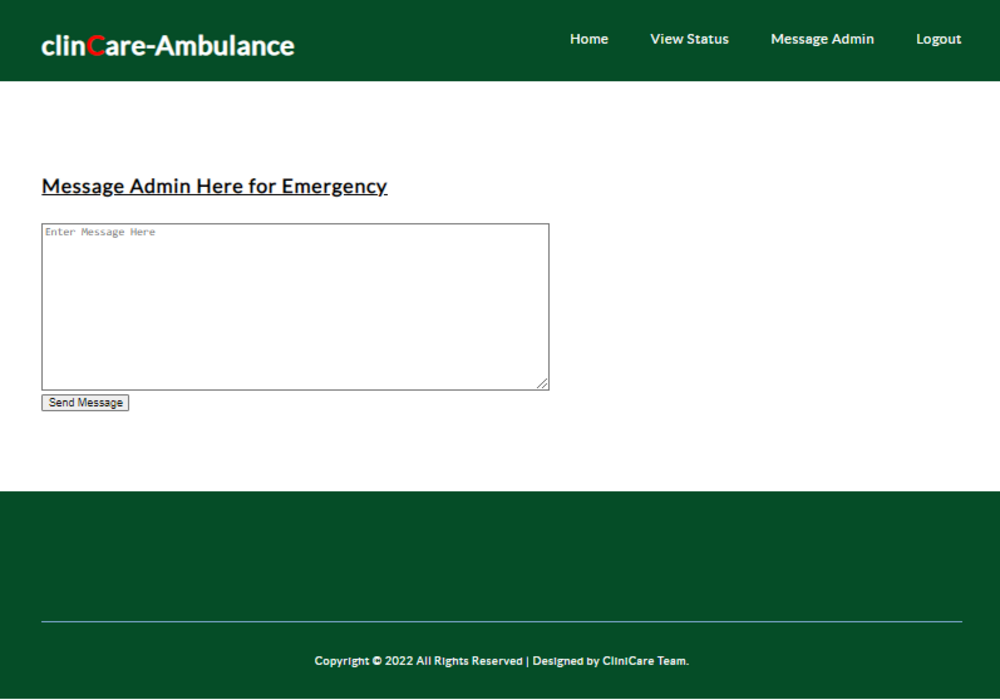 clinCare-Ambulance
Home View Status Message Admin Logout
Message Admin Here for Emergency
Enter Message Here
Send Message
Copyright © 2022 All Rights Reserved | Designed by CliniCare Team.